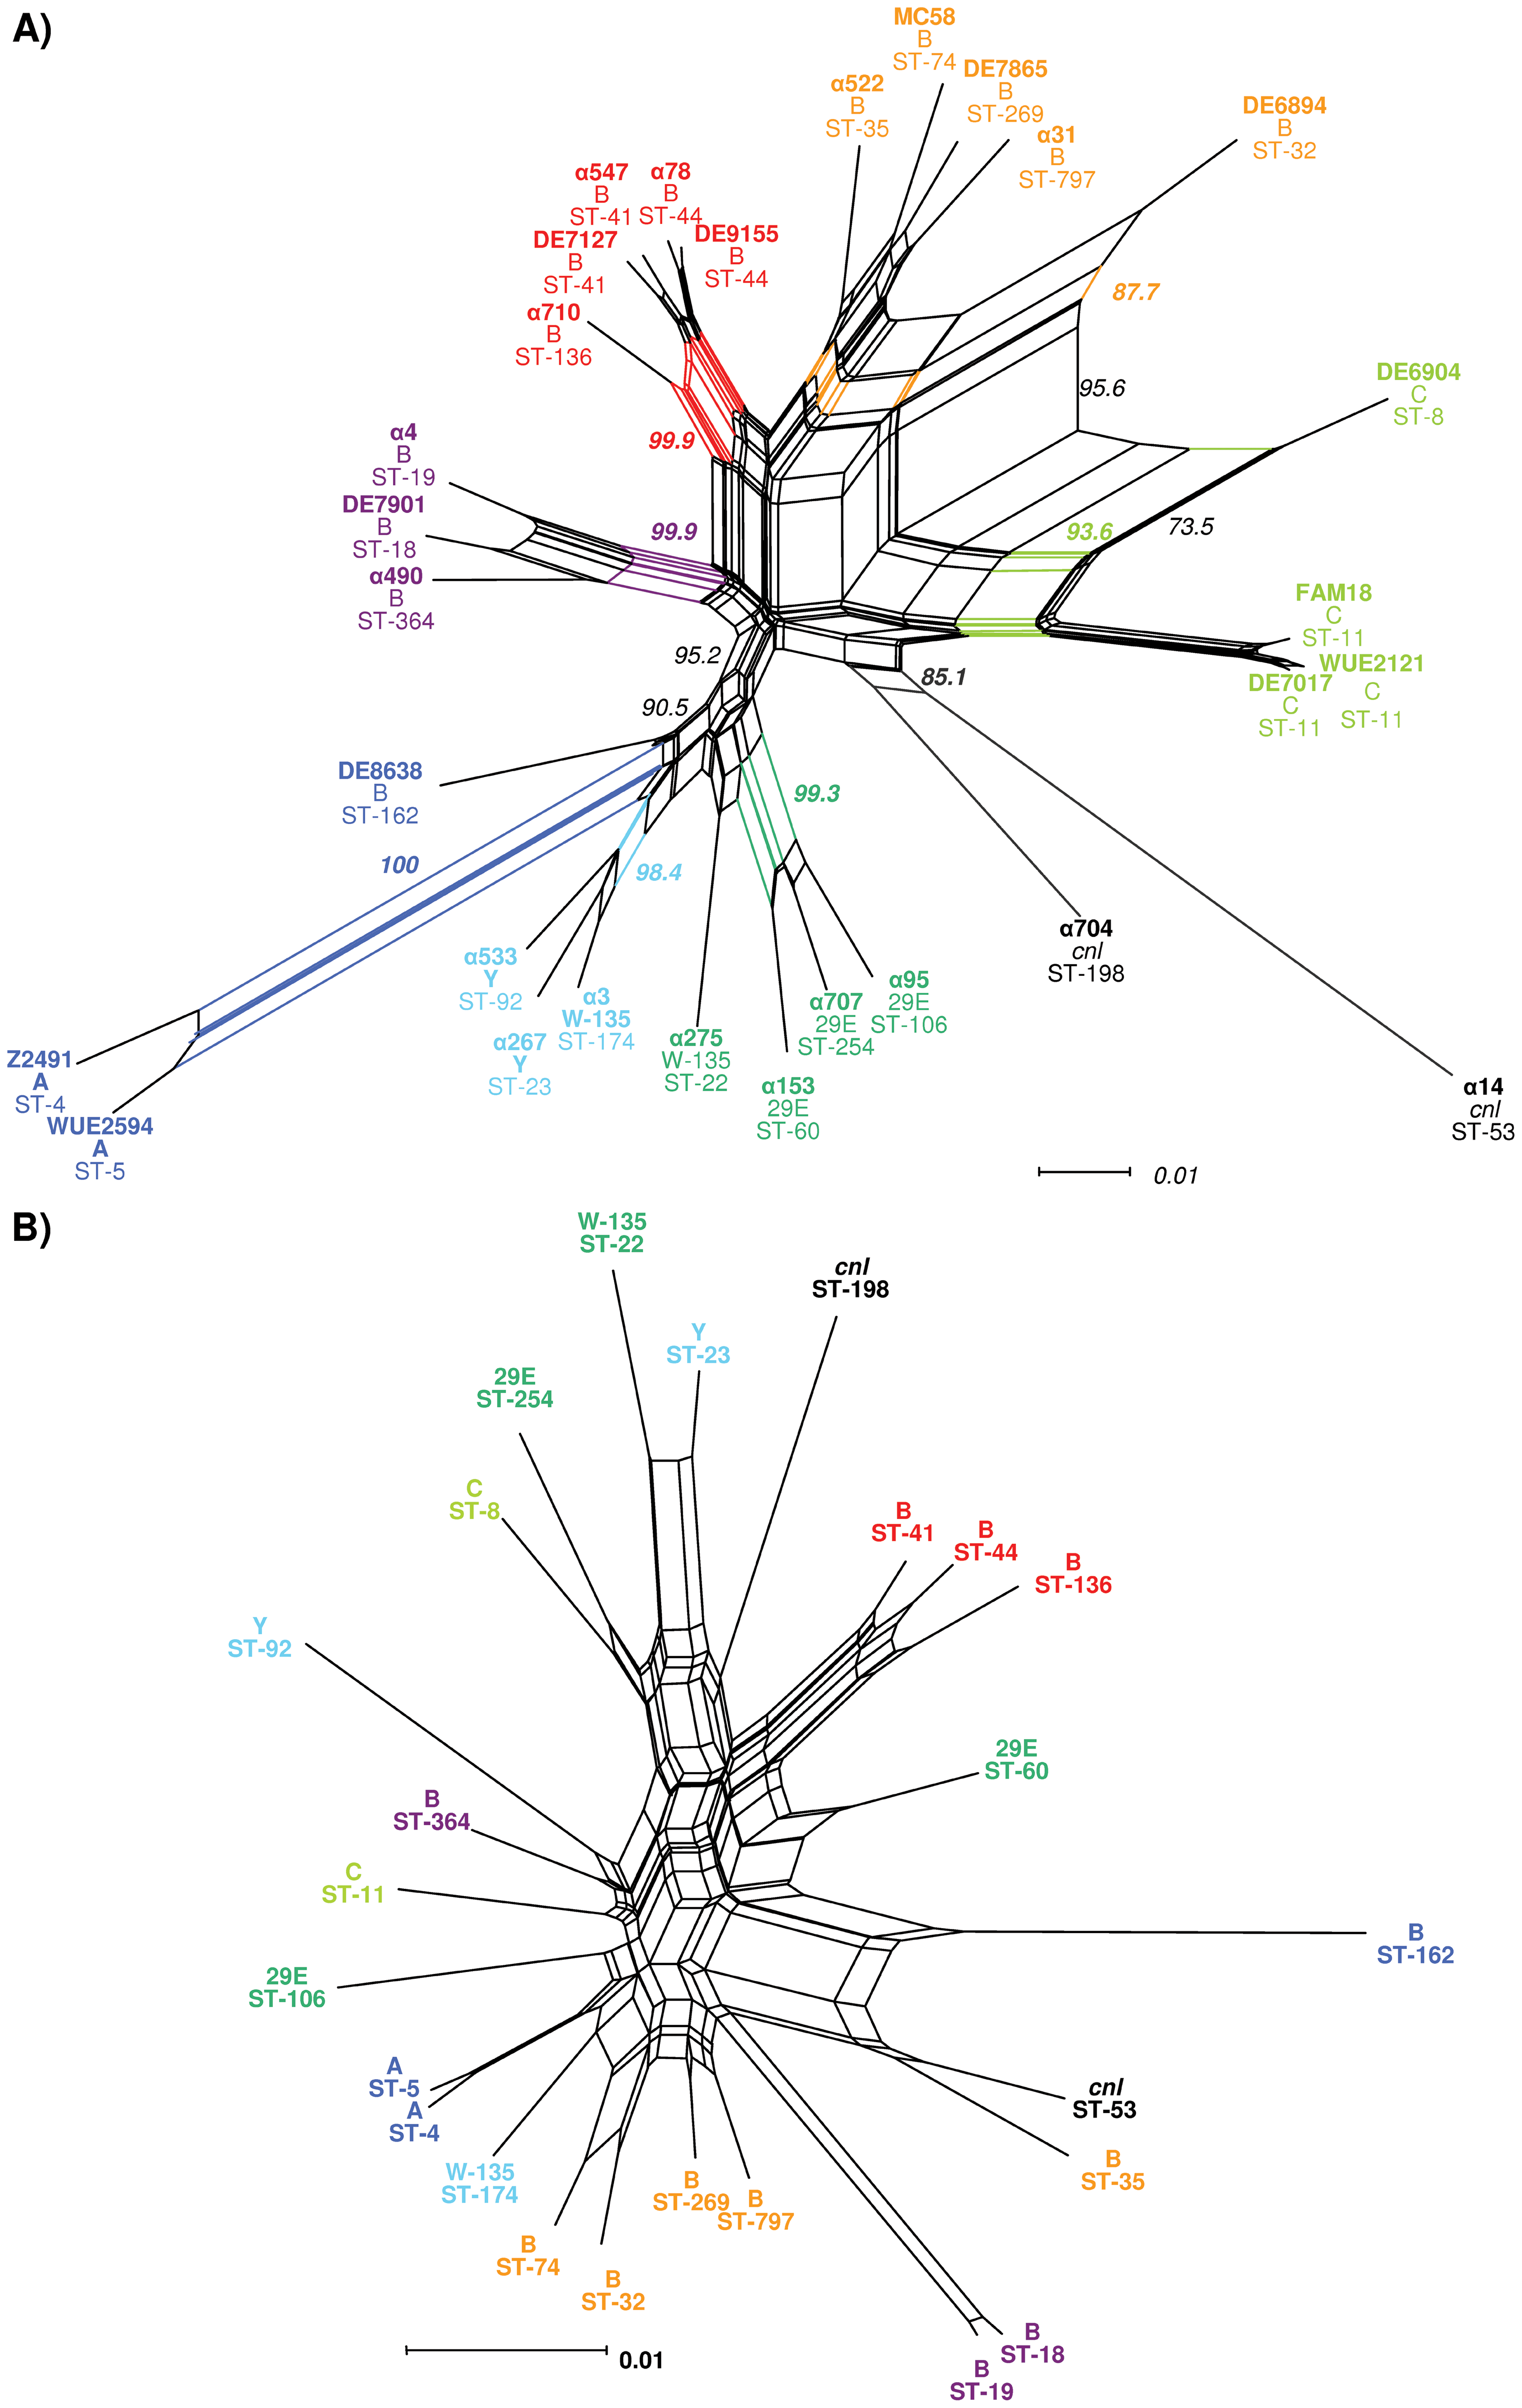 A)
MC58
B
ST-74
DE7865
B
ST-269
α522
B
ST-35
α31
B
ST-797
DE6894
B
ST-32
α547
B
ST-41
α78
B
ST-44
DE7127
B
ST-41
DE9155
B
ST-44
α710
B
ST-136
87.7
95.6
DE6904
C
ST-8
99.9
α4
B
ST-19
DE7901
B
ST-18
α490
B
ST-364
99.9
93.6
73.5
FAM18
C
ST-11
WUE2121
C
ST-11
DE7017
C
ST-11
95.2
85.1
90.5
DE8638
B
ST-162
99.3
100
98.4
α533
Y
ST-92
α267
Y
ST-23
α3
W-135
ST-174
α275
W-135
ST-22
α153
29E
ST-60
α707
29E
ST-254
α95
29E
ST-106
α704
cnl
ST-198
α14
cnl
ST-53
Z2491
A
ST-4
WUE2594
A
ST-5
0.01
B)
W-135
ST-22
cnl
ST-198
Y
ST-23
29E
ST-254
C
ST-8
B
ST-41
B
ST-44
B
ST-136
Y
ST-92
29E
ST-60
B
ST-364
C
ST-11
B
ST-162
29E
ST-106
A
ST-5
A
ST-4
cnl
ST-53
W-135
ST-174
B
ST-35
B
ST-269
B
ST-797
B
ST-74
B
ST-32
B
ST-18
B
ST-19
0.01